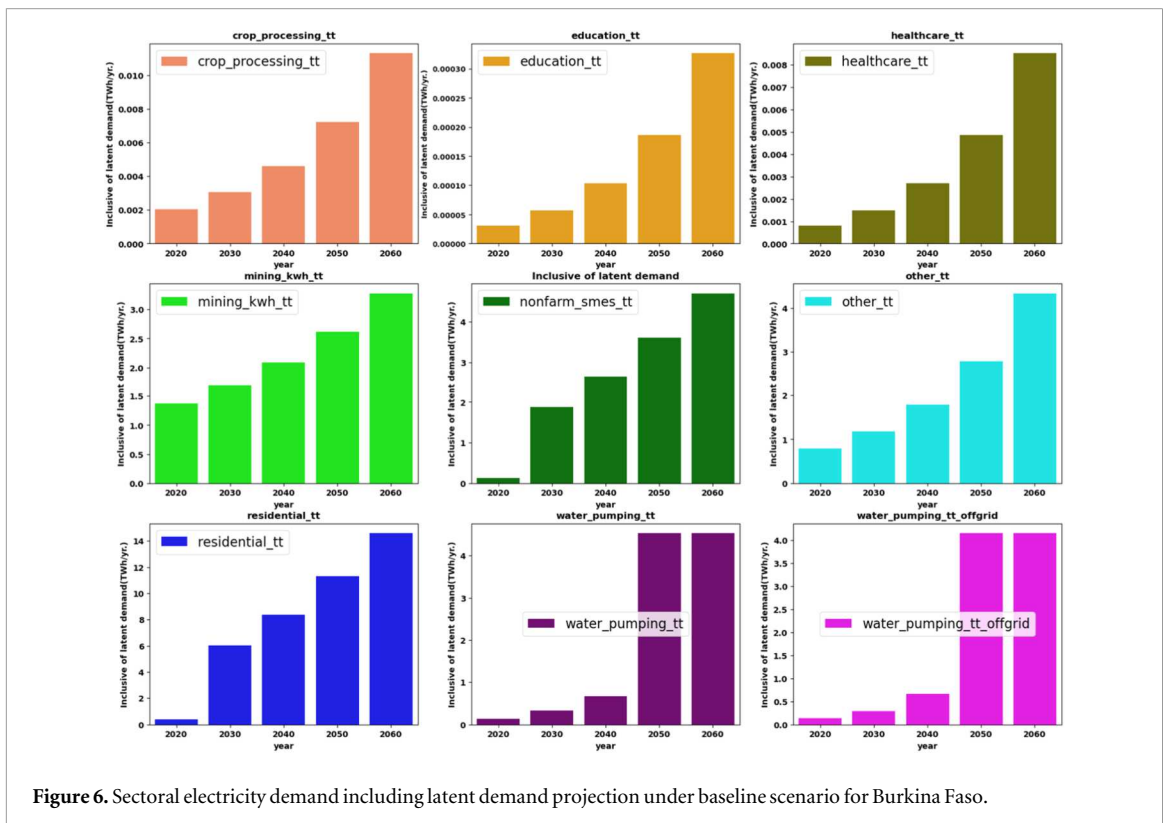 crop_processing_tt
crop_processing_tt
Inclusive of latent demand(TWh/yr.)
0.010
0.008
0.006
0.004
0.002
0.000
2020 2030 2040 2050 2060
year
education_tt
education_tt
Inclusive of latent demand(TWh/yr.)
0.00030
0.00025
0.00020
0.00015
0.00010
0.00005
0.00000
2020 2030 2040 2050 2060
year
healthcare_tt
healthcare_tt
Inclusive of latent demand(TWh/yr.)
0.008
0.007
0.006
0.005
0.004
0.003
0.002
0.001
0.000
2020 2030 2040 2050 2060
year
mining_kwh_tt
mining_kwh_tt
Inclusive of latent demand(TWh/yr.)
3.0
2.5
2.0
1.5
1.0
0.5
0.0
2020 2030 2040 2050 2060
year
Inclusive of latent demand
nonfarm_smes_tt
Inclusive of latent demand(TWh/yr.)
4
3
2
1
0
2020 2030 2040 2050 2060
year
other_tt
other_tt
Inclusive of latent demand(TWh/yr.)
4
3
2
1
0
2020 2030 2040 2050 2060
year
residential_tt
residential_tt
Inclusive of latent demand(TWh/yr.)
14
12
10
8
6
4
2
0
2020 2030 2040 2050 2060
year
water_pumping_tt
water_pumping_tt
Inclusive of latent demand(TWh/yr.)
4
3
2
1
0
2020 2030 2040 2050 2060
year
water_pumping_tt_offgrid
water_pumping_tt_offgrid
Inclusive of latent demand(TWh/yr.)
4.0
3.5
3.0
2.5
2.0
1.5
1.0
0.5
0.0
2020 2030 2040 2050 2060
year
Figure 6. Sectoral electricity demand including latent demand projection under baseline scenario for Burkina Faso.